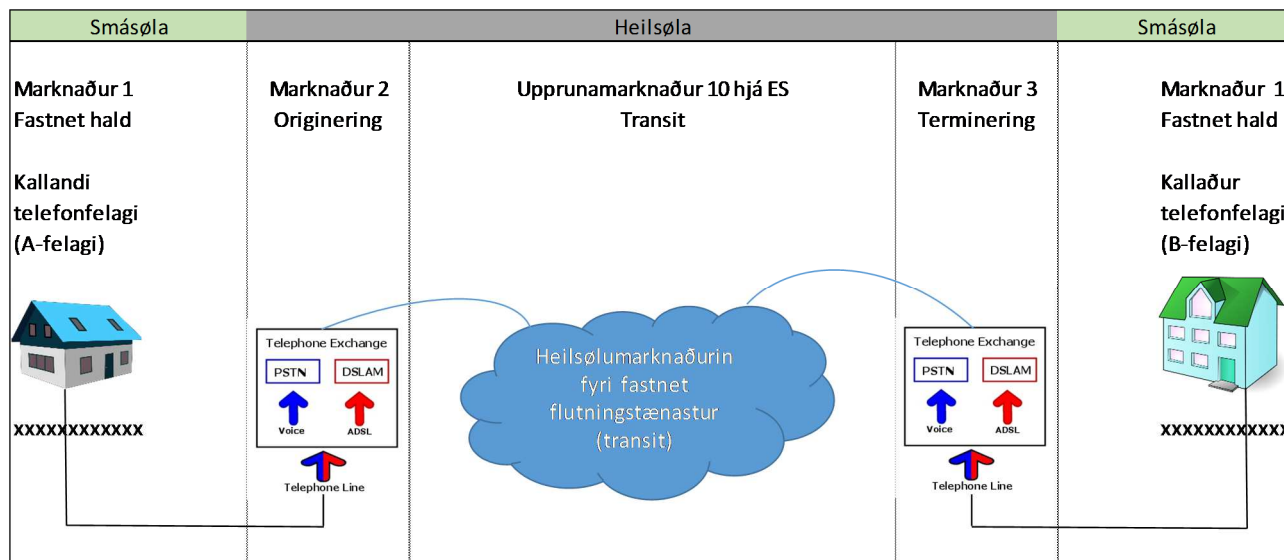 Smásøla
Heilsøla
Smásøla
Marknaður 1
Fastnet hald
Kallandi
telefonfelagi
(A-felagi)
xxxxxxxxxxxx
Marknaður 2
Originering
Telephone Exchange
PSTN
DSLAM
Voice
ADSL
Telephone Line
Upprunamarknaður 10 hjá ES
Transit
Heilsølumarknaðurin
fyri fastnet
flutningstænastur
(transit)
Marknaður 3
Terminering
Telephone Exchange
PSTN
DSLAM
Voice
ADSL
Telephone Line
Marknaður 1
Fastnet hald
Kallaður
telefonfelagi
(B-felagi)
xxxxxxxxxxxx